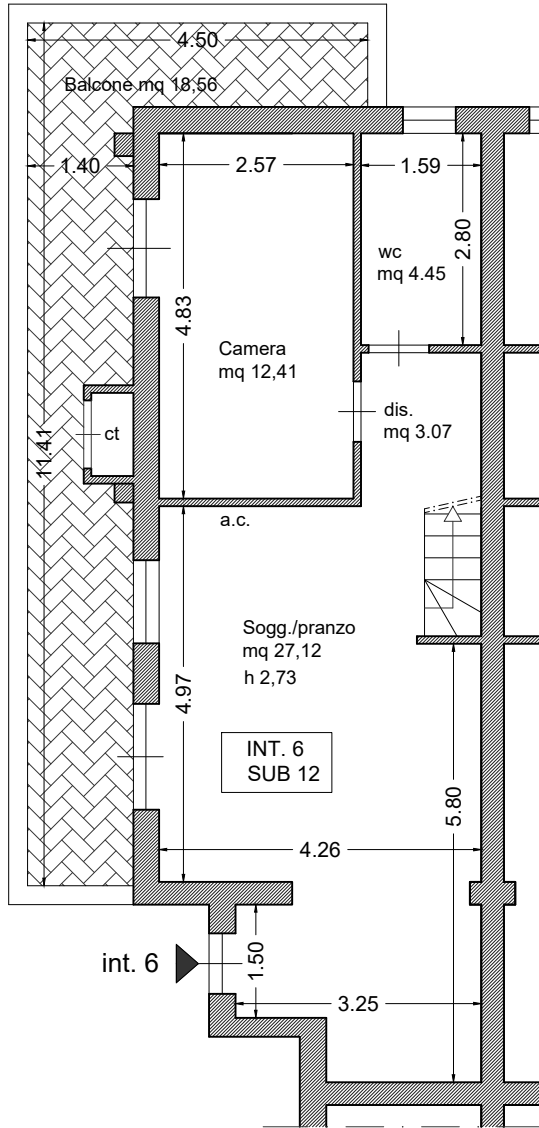 4.50
Balcone mq 18,56
1.40
2.57
1.59
wc
mq 4.45
2.80
4.83
Camera
mq 12,41
dis.
mq 3.07
ct
11.41
a.c.
Sogg./pranzo
mq 27,12
h 2,73
4.97
INT. 6
SUB 12
5.80
4.26
int. 6
1.50
3.25